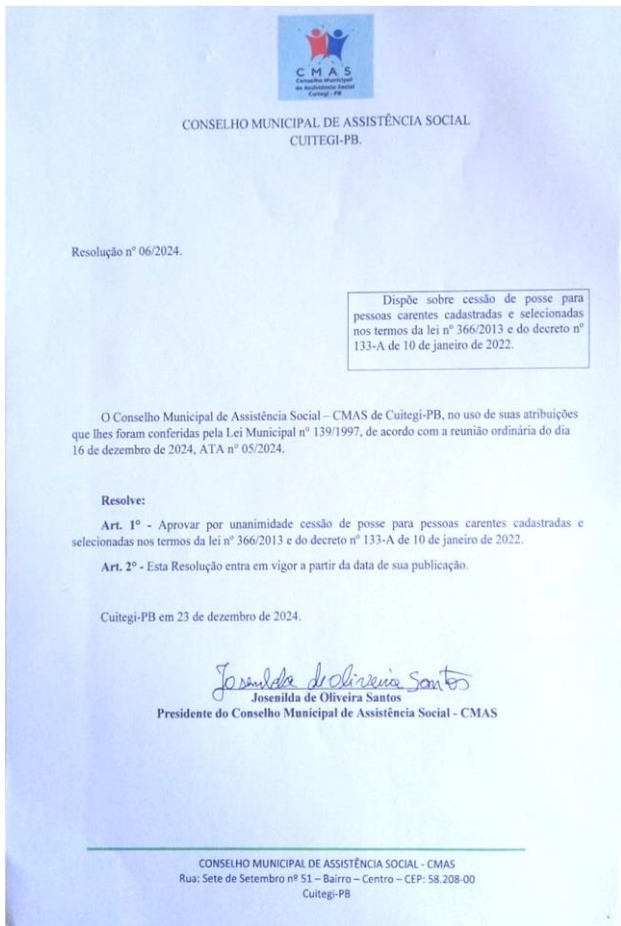 CMAS
Conselho Municipal
de Assistência Social
Cuitegi - PB
CONSELHO MUNICIPAL DE ASSISTÊNCIA SOCIAL
CUITEGI-PB.
Resolução nº 06/2024.
Dispõe sobre cessão de posse para
pessoas carentes cadastradas e selecionadas
nos termos da lei nº 366/2013 e do decreto nº
133-A de 10 de janeiro de 2022.
O Conselho Municipal de Assistência Social – CMAS de Cuitegi-PB, no uso de suas atribuições
que lhes foram conferidas pela Lei Municipal nº 139/1997, de acordo com a reunião ordinária do dia
16 de dezembro de 2024, ATA nº 05/2024.
Resolve:
Art. 1º - Aprovar por unanimidade cessão de posse para pessoas carentes cadastradas e
selecionadas nos termos da lei nº 366/2013 e do decreto nº 133-A de 10 de janeiro de 2022.
Art. 2º - Esta Resolução entra em vigor a partir da data de sua publicação.
Cuitegi-PB em 23 de dezembro de 2024.
Josenilda de Oliveira Santos
Josenilda de Oliveira Santos
Presidente do Conselho Municipal de Assistência Social - CMAS
CONSELHO MUNICIPAL DE ASSISTÊNCIA SOCIAL - CMAS
Rua: Sete de Setembro nº 51 – Bairro – Centro – CEP: 58.208-00
Cuitegi-PB